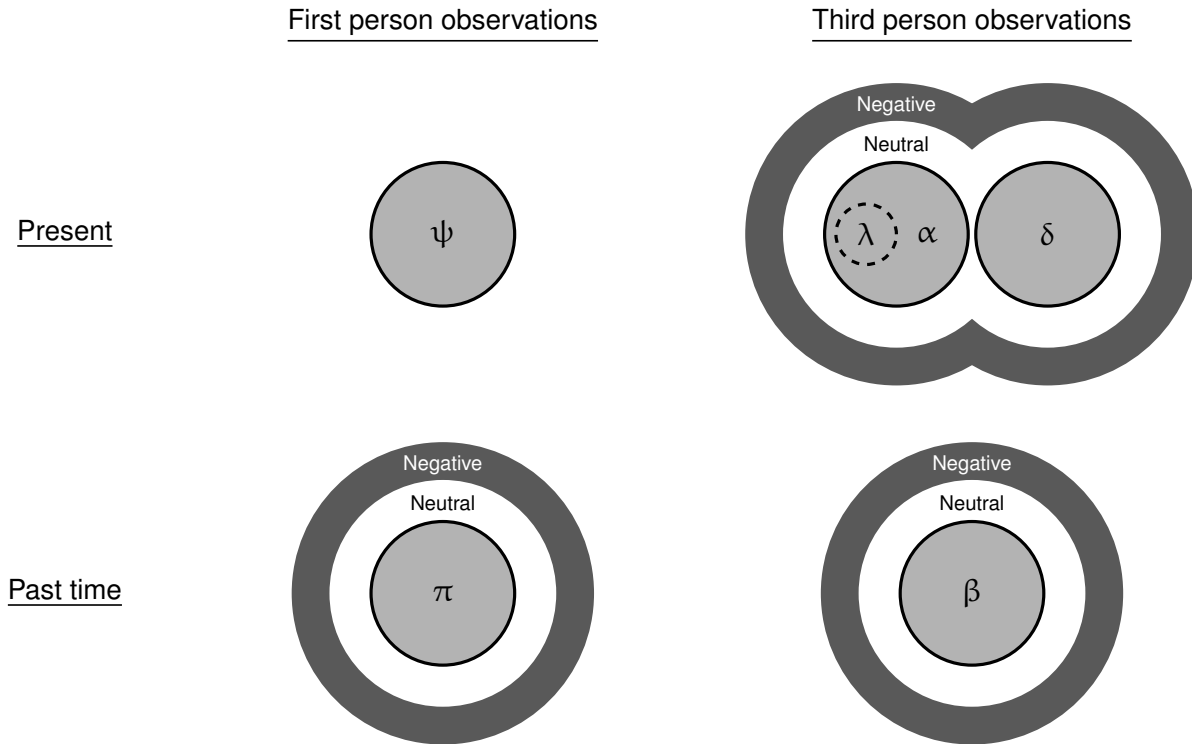 First person observations
Third person observations
Negative
Neutral
Present
ψ
λ
α
δ
Negative
Negative
Neutral
Neutral
Past time
π
β